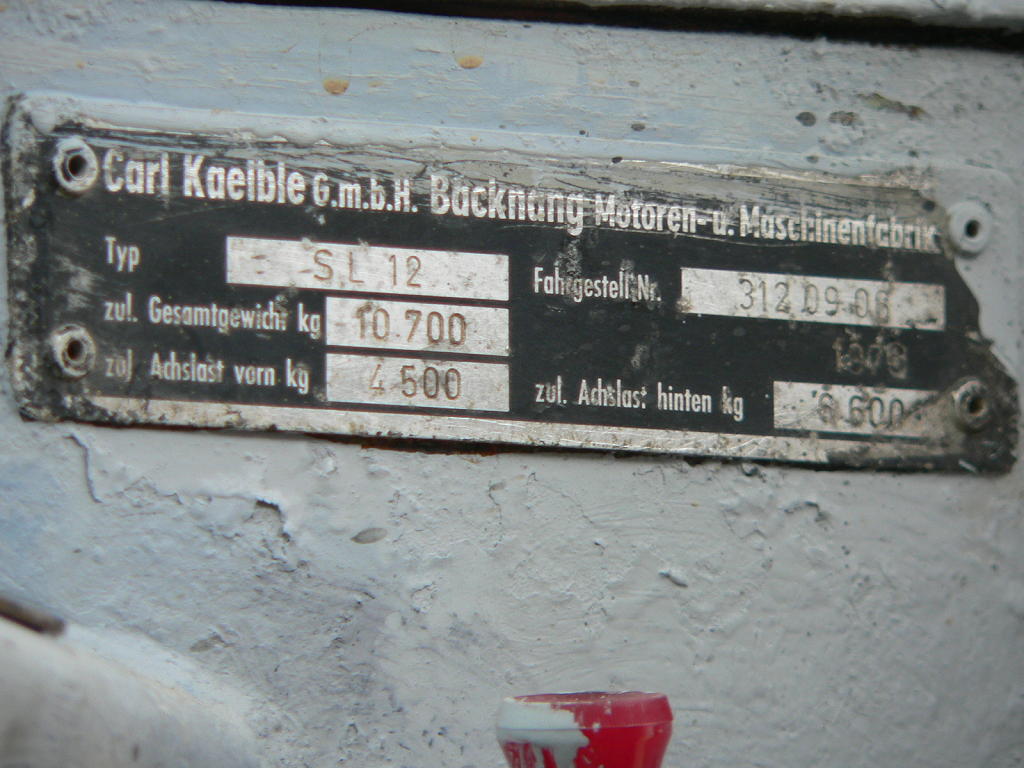 Carl Kaelble G.m.b.H. Backnang Motoren- u. Maschinenfabrik
Typ SL 12 Fahrgestell Nr. 312 09 06
zul. Gesamtgewicht kg 10 700
zul. Achslast vorn kg 4 500 zul. Achslast hinten kg 6 600